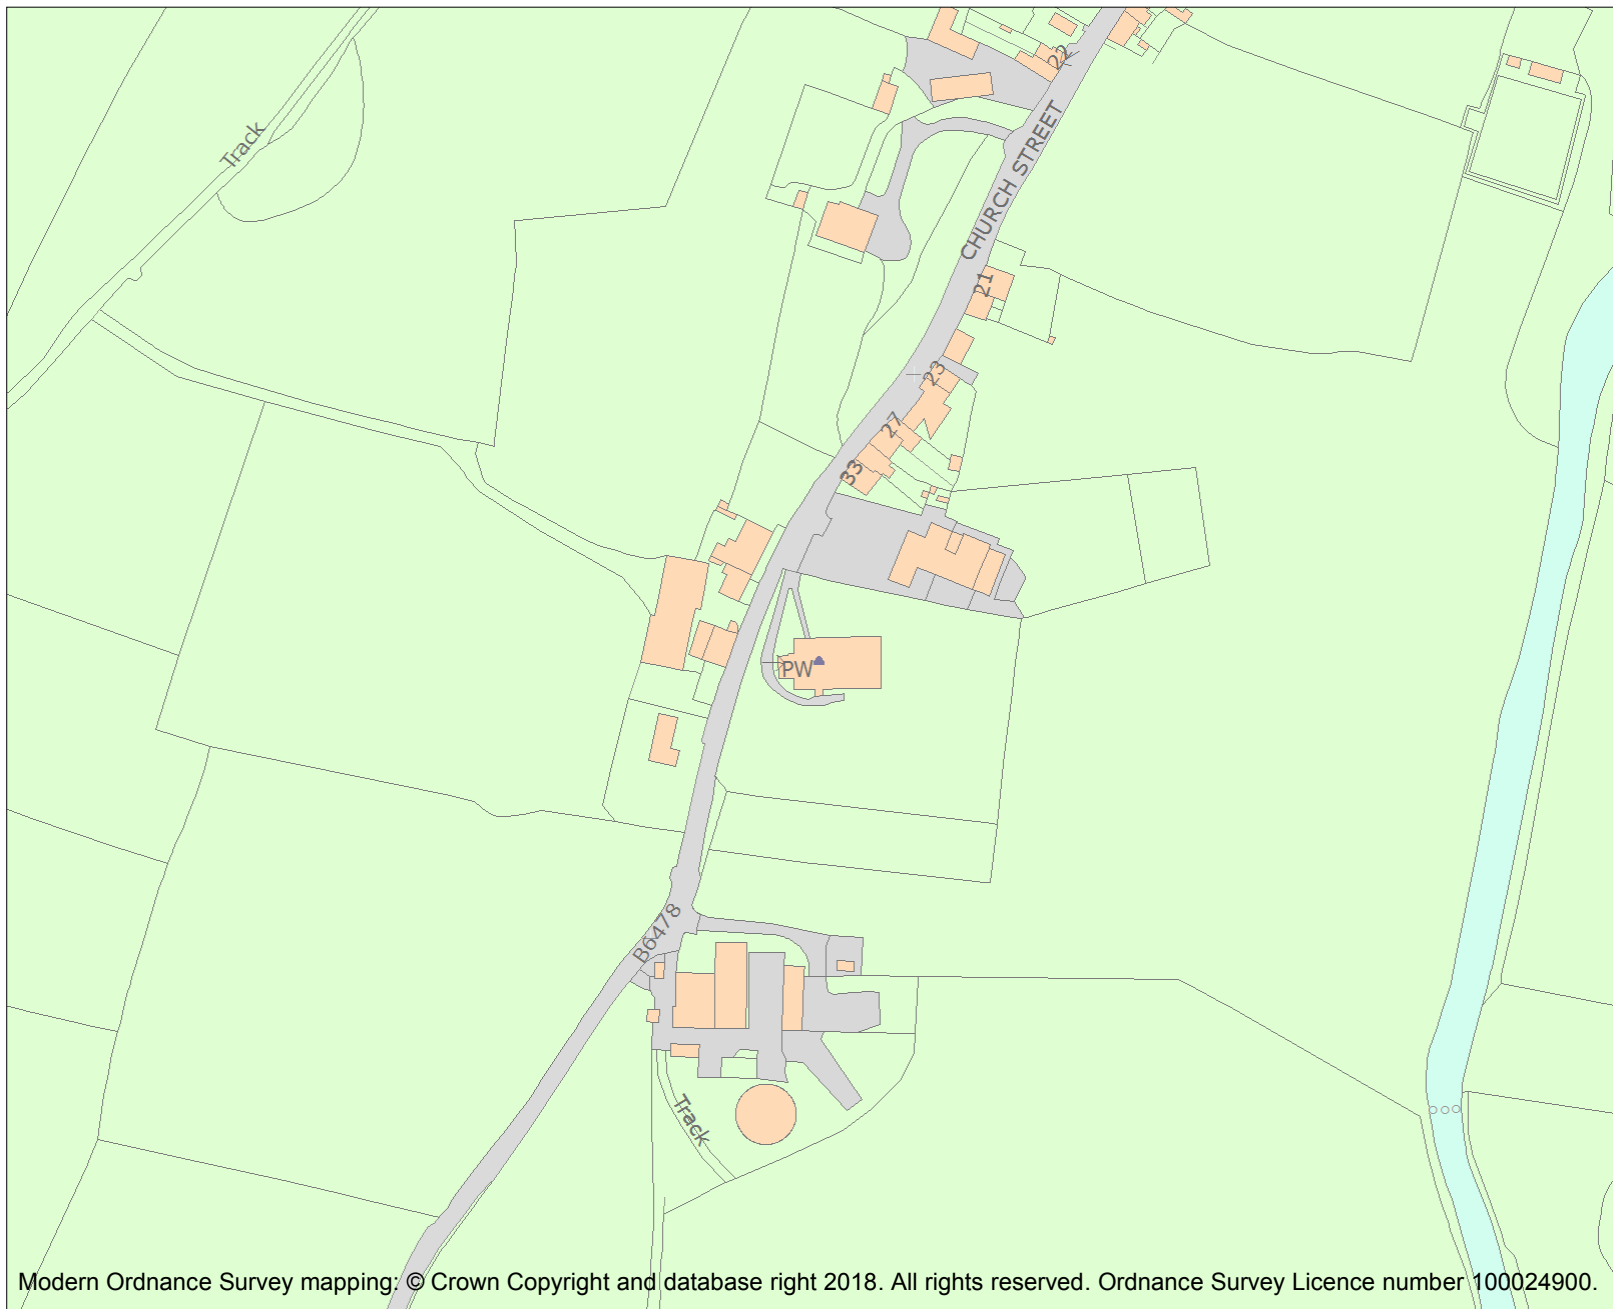 22
Track
CHURCH STREET
21
23
27
33
PW
B6478
Track
Modern Ordnance Survey mapping: © Crown Copyright and database right 2018. All rights reserved. Ordnance Survey Licence number 100024900.